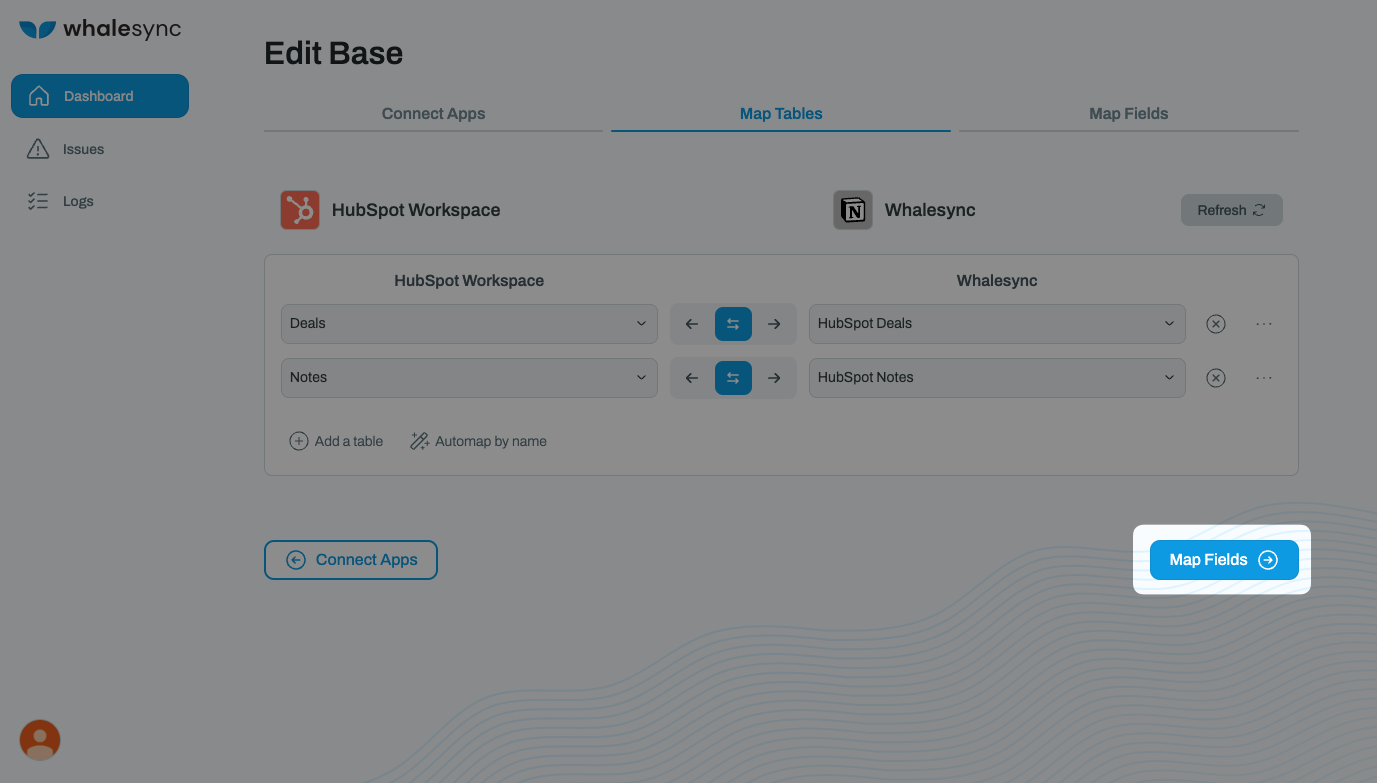 whalesync
Edit Base
Dashboard
Issues
Logs
Connect Apps
Map Tables
Map Fields
HubSpot Workspace
N
Whalesync
Refresh
HubSpot Workspace
Whalesync
Deals
HubSpot Deals
Notes
HubSpot Notes
Add a table
Automap by name
Connect Apps
Map Fields